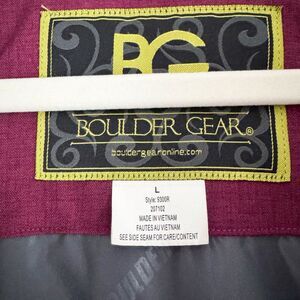 BG
BOULDER GEAR®
bouldergearonline.com
L
Style: 9300R
207102
MADE IN VIETNAM
FAUTES AU VIETNAM
SEE SIDE SEAM FOR CARE/CONTENT